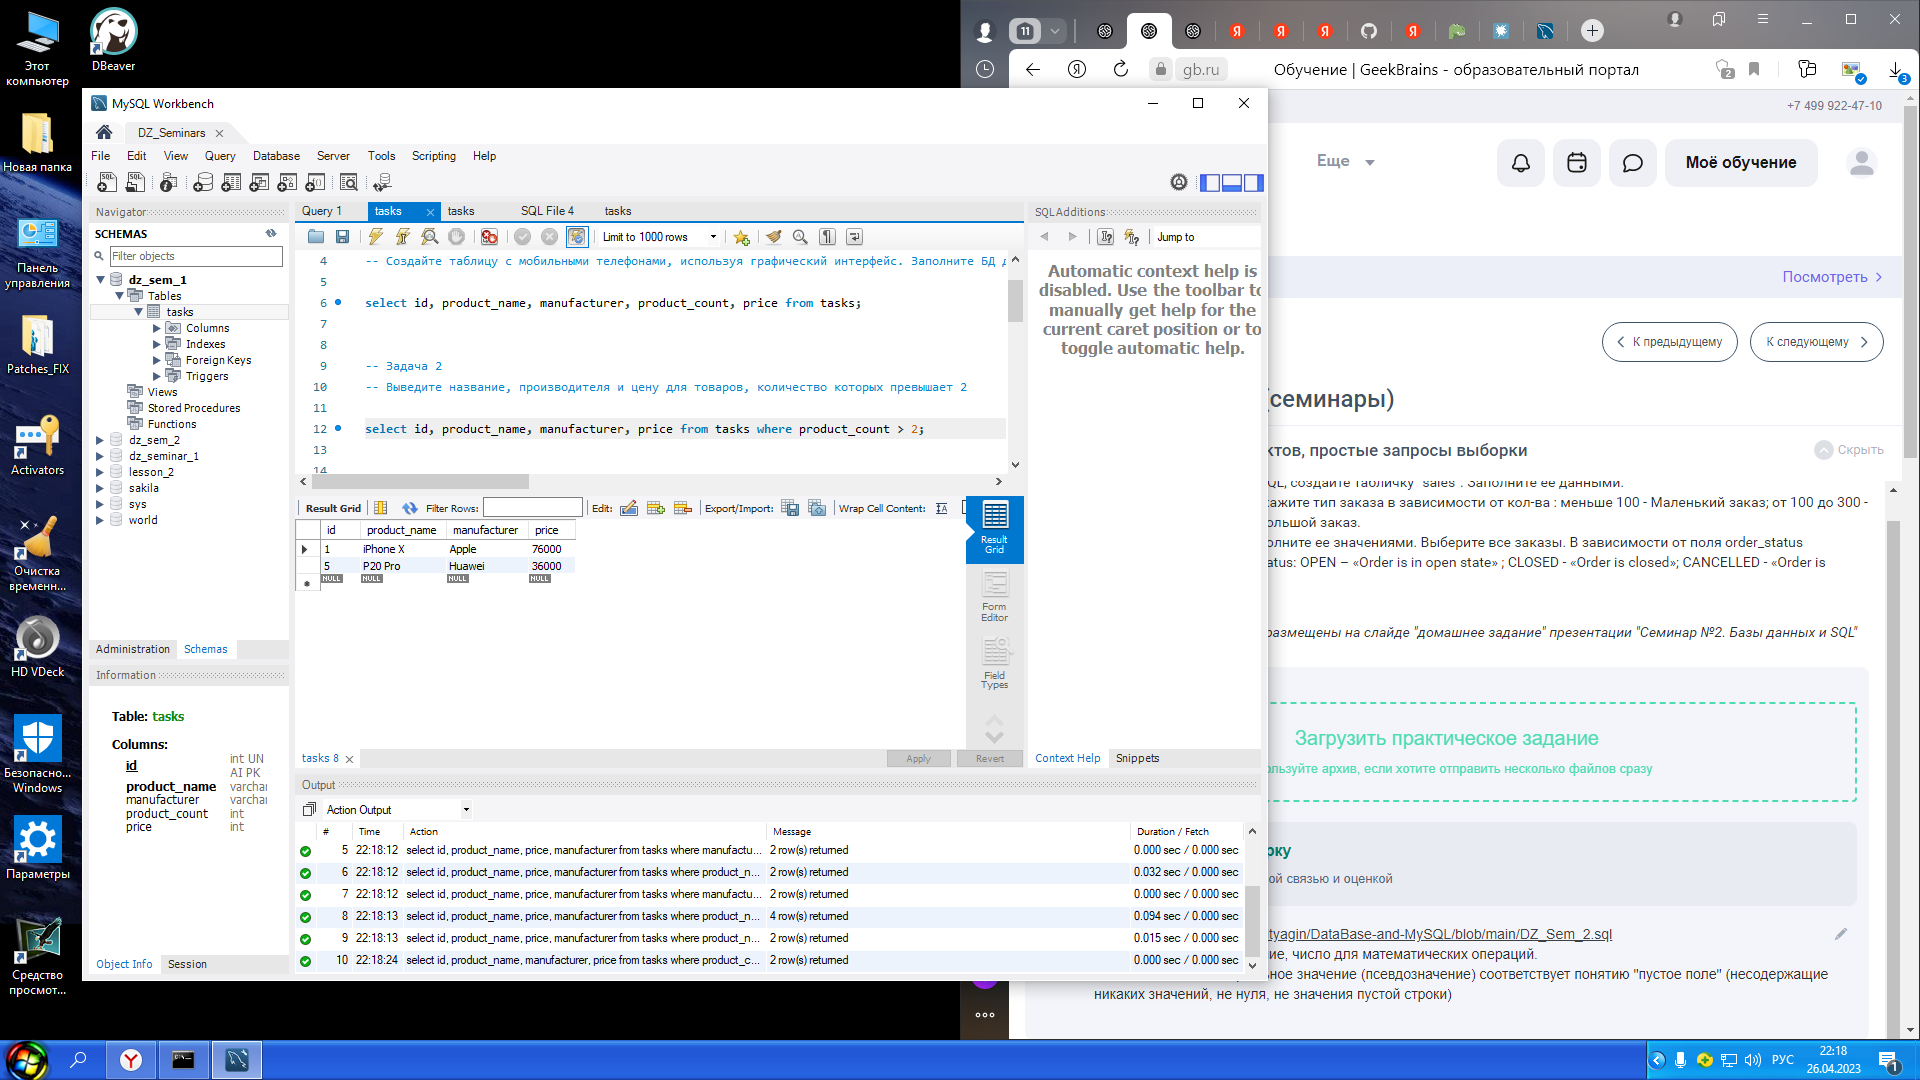 Этот компьютер
DBeaver
Новая папка
Панель управления
Patches_FIX
Activators
Очистка временн...
HD VDeck
Безопасно... Windows
Параметры
Средство просмот...
11
gb.ru
Обучение | GeekBrains - образовательный портал
2
3
+7 499 922-47-10
Еще
Моё обучение
Посмотреть
К предыдущему
К следующему
(семинары)
ктов, простые запросы выборки
Скрыть
QL, создайте табличку "sales". Заполните ее данными.
кажите тип заказа в зависимости от кол-ва : меньше 100 - Маленький заказ; от 100 до 300 -
ольшой заказ.
олните ее значениями. Выберите все заказы. В зависимости от поля order_status
atus: OPEN – «Order is in open state» ; CLOSED - «Order is closed»; CANCELLED - «Order is
размещены на слайде "домашнее задание" презентации "Семинар №2. Базы данных и SQL"
Загрузить практическое задание
льзуйте архив, если хотите отправить несколько файлов сразу
рку
ой связью и оценкой
tyagin/DataBase-and-MySQL/blob/main/DZ_Sem_2.sql
ие, число для математических операций.
ьное значение (псевдозначение) соответствует понятию "пустое поле" (несодержащие
никаких значений, не нуля, не значения пустой строки)
MySQL Workbench
DZ_Seminars
File Edit View Query Database Server Tools Scripting Help
Navigator
SCHEMAS
Filter objects
dz_sem_1
Tables
tasks
Columns
Indexes
Foreign Keys
Triggers
Views
Stored Procedures
Functions
dz_sem_2
dz_seminar_1
lesson_2
sakila
sys
world
Administration Schemas
Information
Table: tasks
Columns:
id int UN AI PK
product_name varchar
manufacturer varchar
product_count int
price int
Object Info Session
Query 1 tasks tasks SQL File 4 tasks
Limit to 1000 rows
4 -- Создайте таблицу с мобильными телефонами, используя графический интерфейс. Заполните БД д
5
6 select id, product_name, manufacturer, product_count, price from tasks;
7
8
9 -- Задача 2
10 -- Выведите название, производителя и цену для товаров, количество которых превышает 2
11
12 select id, product_name, manufacturer, price from tasks where product_count > 2;
13
14
Result Grid Filter Rows: Edit: Export/Import: Wrap Cell Content:
id product_name manufacturer price
1 iPhone X Apple 76000
5 P20 Pro Huawei 36000
NULL NULL NULL NULL
Result Grid
Form Editor
Field Types
tasks 8
Apply Revert
SQLAdditions
Jump to
Automatic context help is
disabled. Use the toolbar to
manually get help for the
current caret position or to
toggle automatic help.
Context Help Snippets
Output
Action Output
# Time Action Message Duration / Fetch
5 22:18:12 select id, product_name, price, manufacturer from tasks where manufactu... 2 row(s) returned 0.000 sec / 0.000 sec
6 22:18:12 select id, product_name, price, manufacturer from tasks where product_n... 2 row(s) returned 0.032 sec / 0.000 sec
7 22:18:12 select id, product_name, price, manufacturer from tasks where manufactu... 2 row(s) returned 0.000 sec / 0.000 sec
8 22:18:13 select id, product_name, price, manufacturer from tasks where product_n... 4 row(s) returned 0.094 sec / 0.000 sec
9 22:18:13 select id, product_name, price, manufacturer from tasks where product_n... 2 row(s) returned 0.015 sec / 0.000 sec
10 22:18:24 select id, product_name, manufacturer, price from tasks where product_c... 2 row(s) returned 0.000 sec / 0.000 sec
РУС
22:18
26.04.2023
1